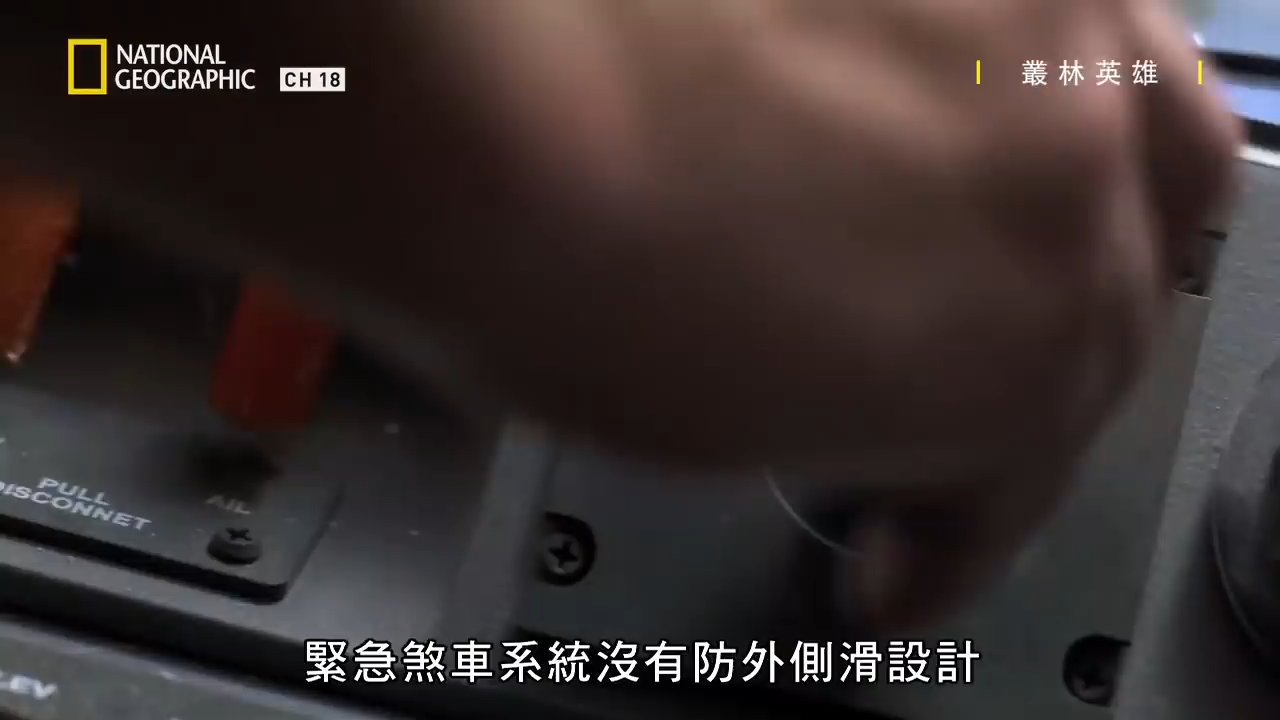 NATIONAL
GEOGRAPHIC
CH 18
叢林英雄
PULL
DISCONNET
AIL
緊急煞車系統沒有防外側滑設計